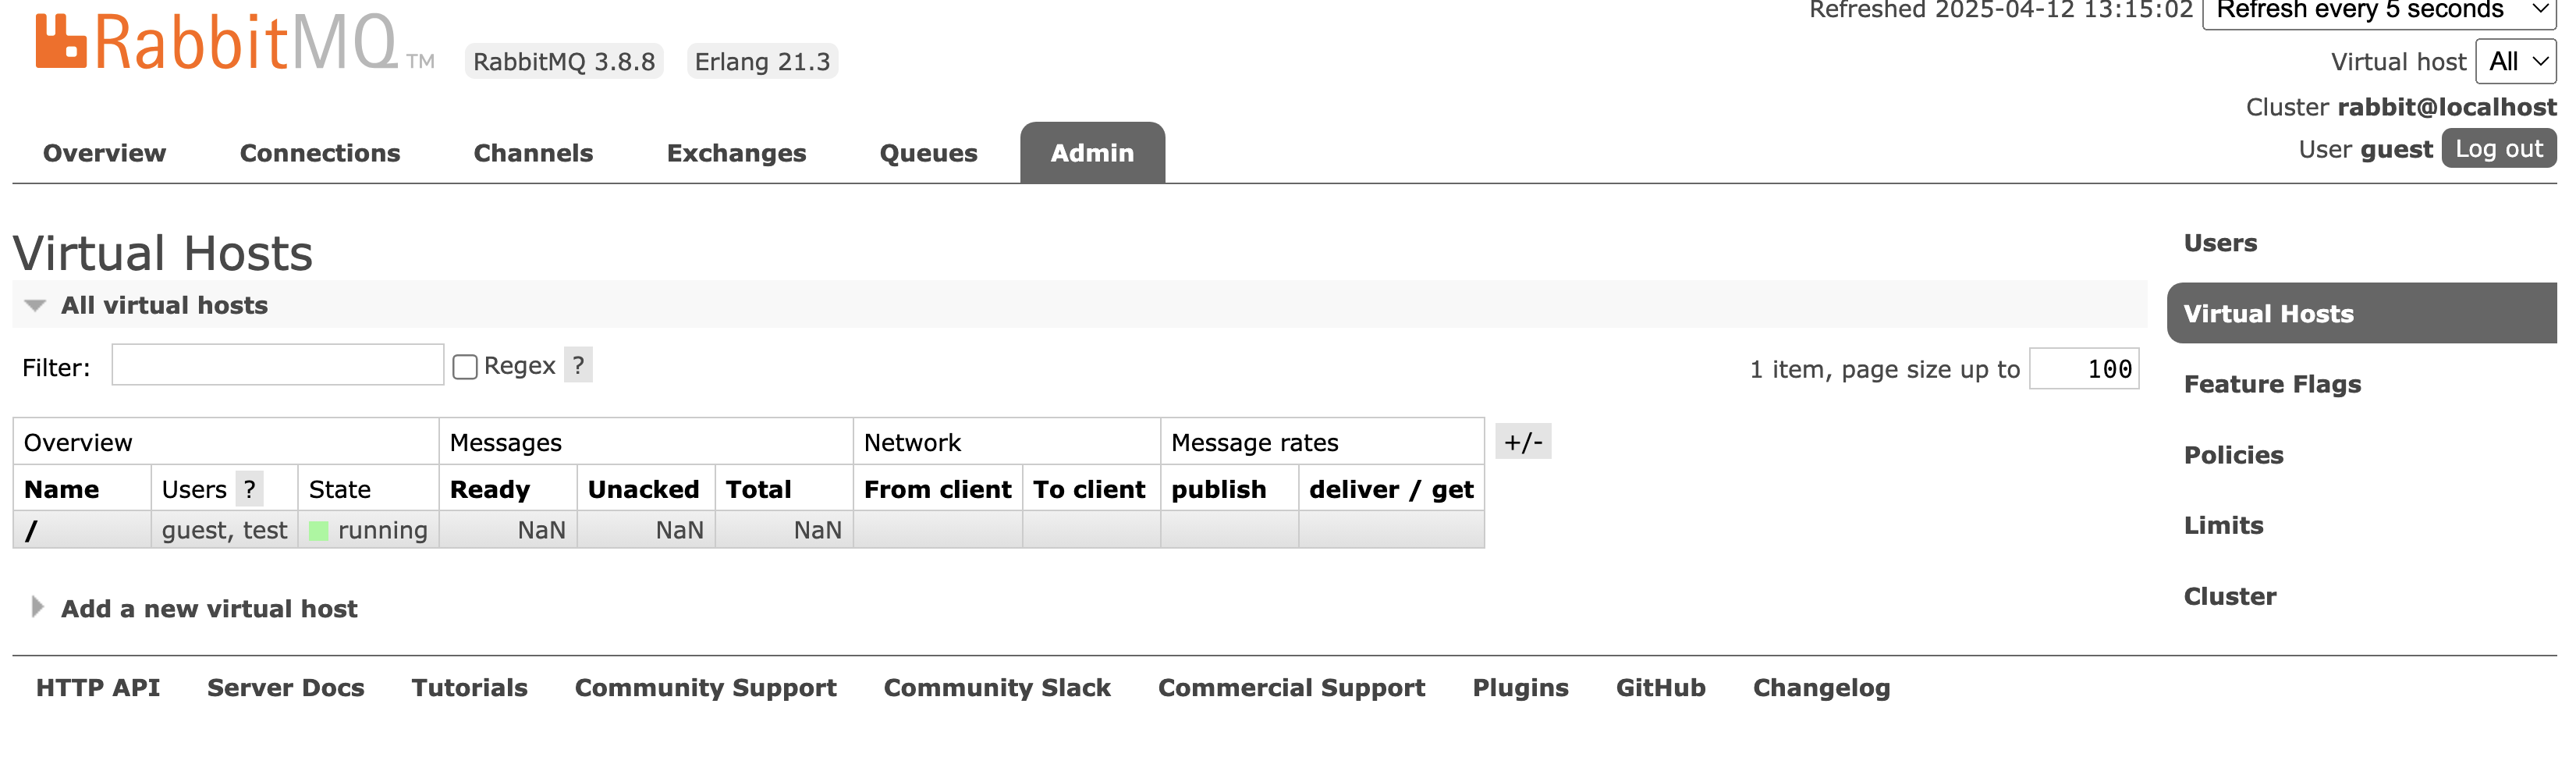 Refreshed 2025-04-12 13:15:02 Refresh every 5 seconds
RabbitMQ TM RabbitMQ 3.8.8 Erlang 21.3
Virtual host All
Cluster rabbit@localhost
User guest Log out
Overview Connections Channels Exchanges Queues Admin
Virtual Hosts
All virtual hosts
Filter: Regex ? 1 item, page size up to 100
Overview Messages Network Message rates +/-
Name Users ? State Ready Unacked Total From client To client publish deliver / get
/ guest, test running NaN NaN NaN
Add a new virtual host
Users
Virtual Hosts
Feature Flags
Policies
Limits
Cluster
HTTP API Server Docs Tutorials Community Support Community Slack Commercial Support Plugins GitHub Changelog